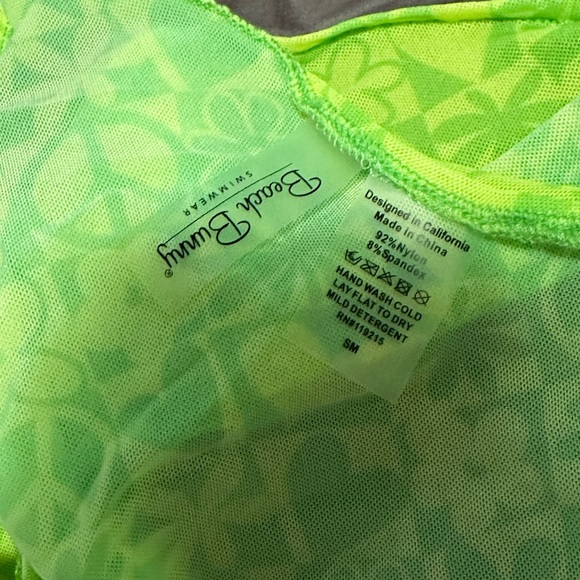 Beach Bunny®
SWIMWEAR
Designed in California
Made in China
92%Nylon
8%Spandex
HAND WASH COLD
LAY FLAT TO DRY
MILD DETERGENT
RN#119215
SM